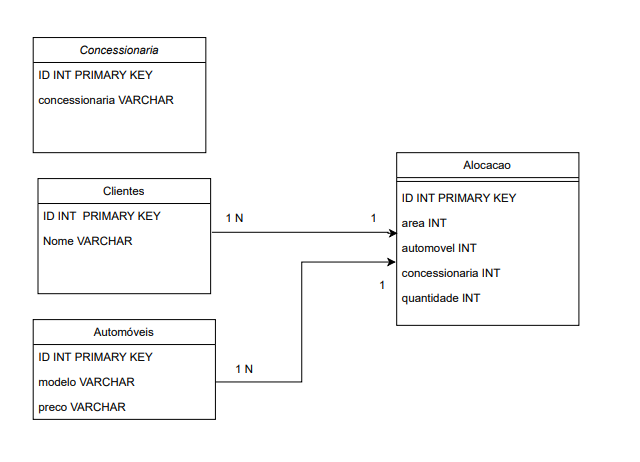 Concessionaria
ID INT PRIMARY KEY
concessionaria VARCHAR
Clientes
ID INT  PRIMARY KEY
Nome VARCHAR
Automóveis
ID INT PRIMARY KEY
modelo VARCHAR
preco VARCHAR
1 N
1
1 N
1
Alocacao
ID INT PRIMARY KEY
area INT
automovel INT
concessionaria INT
quantidade INT